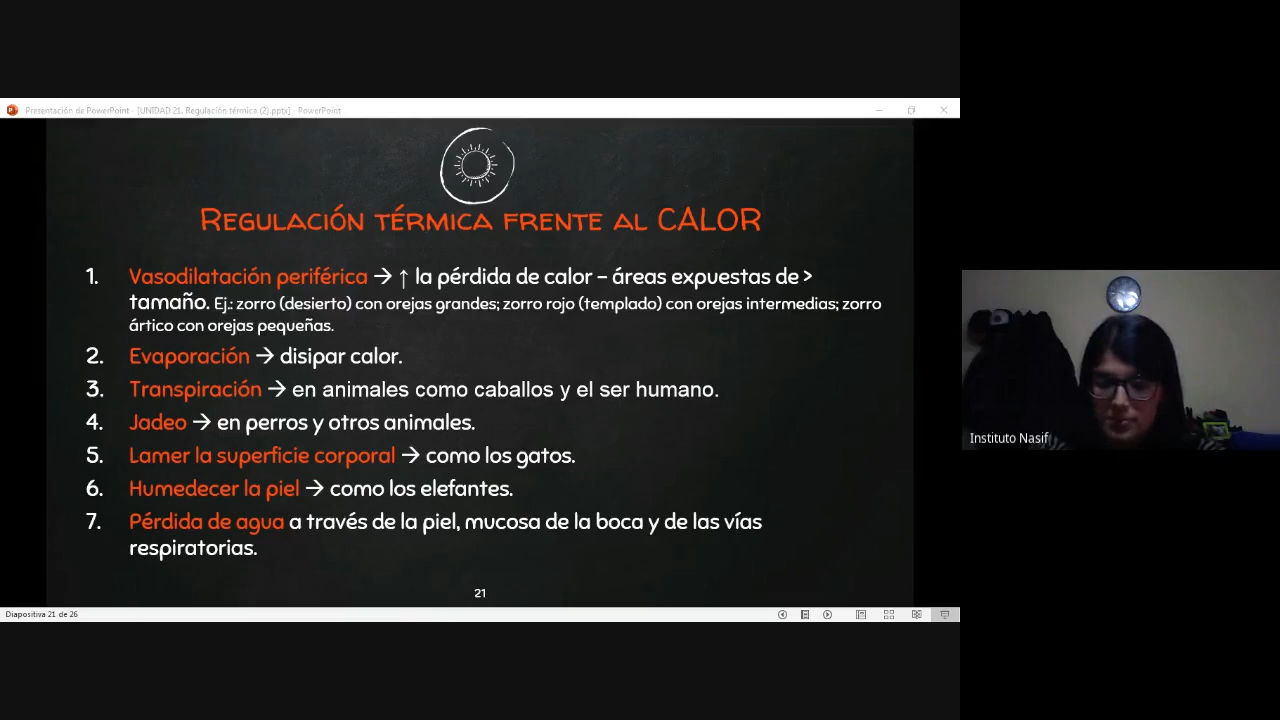 Presentación de PowerPoint - [UNIDAD 21. Regulación térmica (2).pptx] - PowerPoint
REGULACIÓN TÉRMICA FRENTE AL CALOR
1. Vasodilatación periférica → ↑ la pérdida de calor – áreas expuestas de >
tamaño. Ej.: zorro (desierto) con orejas grandes; zorro rojo (templado) con orejas intermedias; zorro
ártico con orejas pequeñas.
2. Evaporación → disipar calor.
3. Transpiración → en animales como caballos y el ser humano.
4. Jadeo → en perros y otros animales.
5. Lamer la superficie corporal → como los gatos.
6. Humedecer la piel → como los elefantes.
7. Pérdida de agua a través de la piel, mucosa de la boca y de las vías
respiratorias.
21
Diapositiva 21 de 26
Instituto Nasif